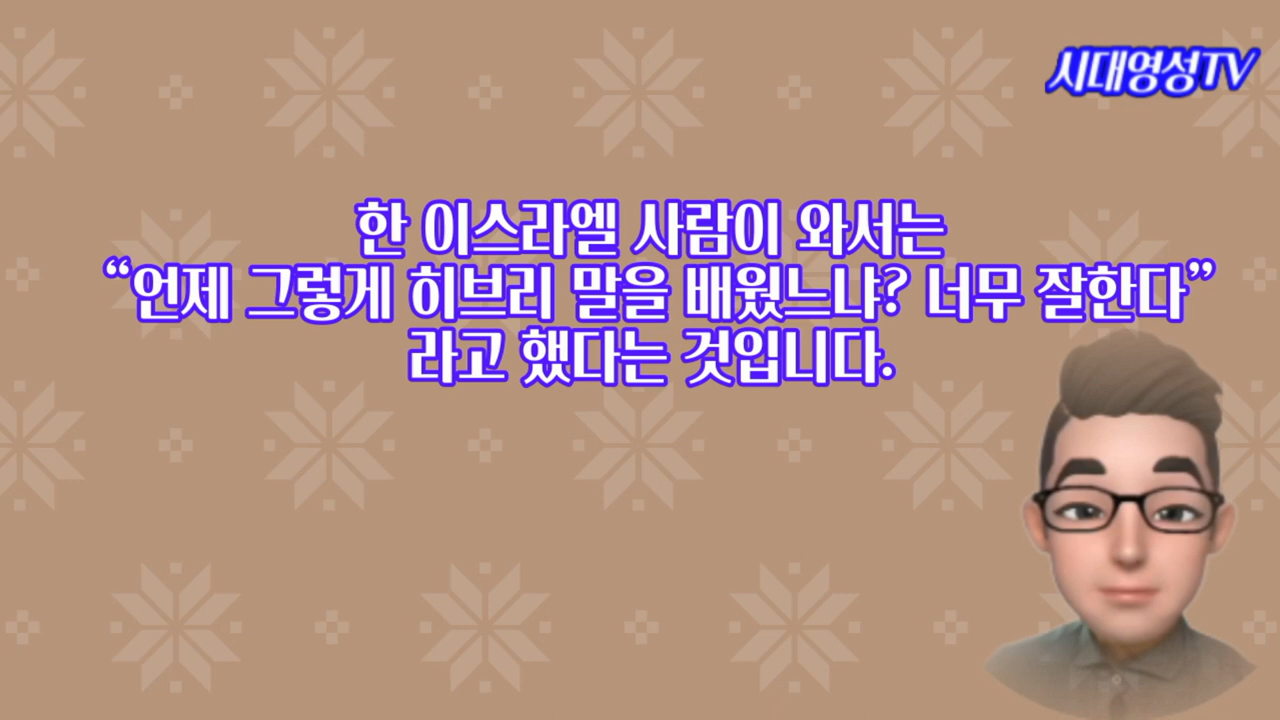 시대영성TV
한 이스라엘 사람이 와서는
“언제 그렇게 히브리 말을 배웠느냐? 너무 잘한다”
라고 했다는 것입니다.